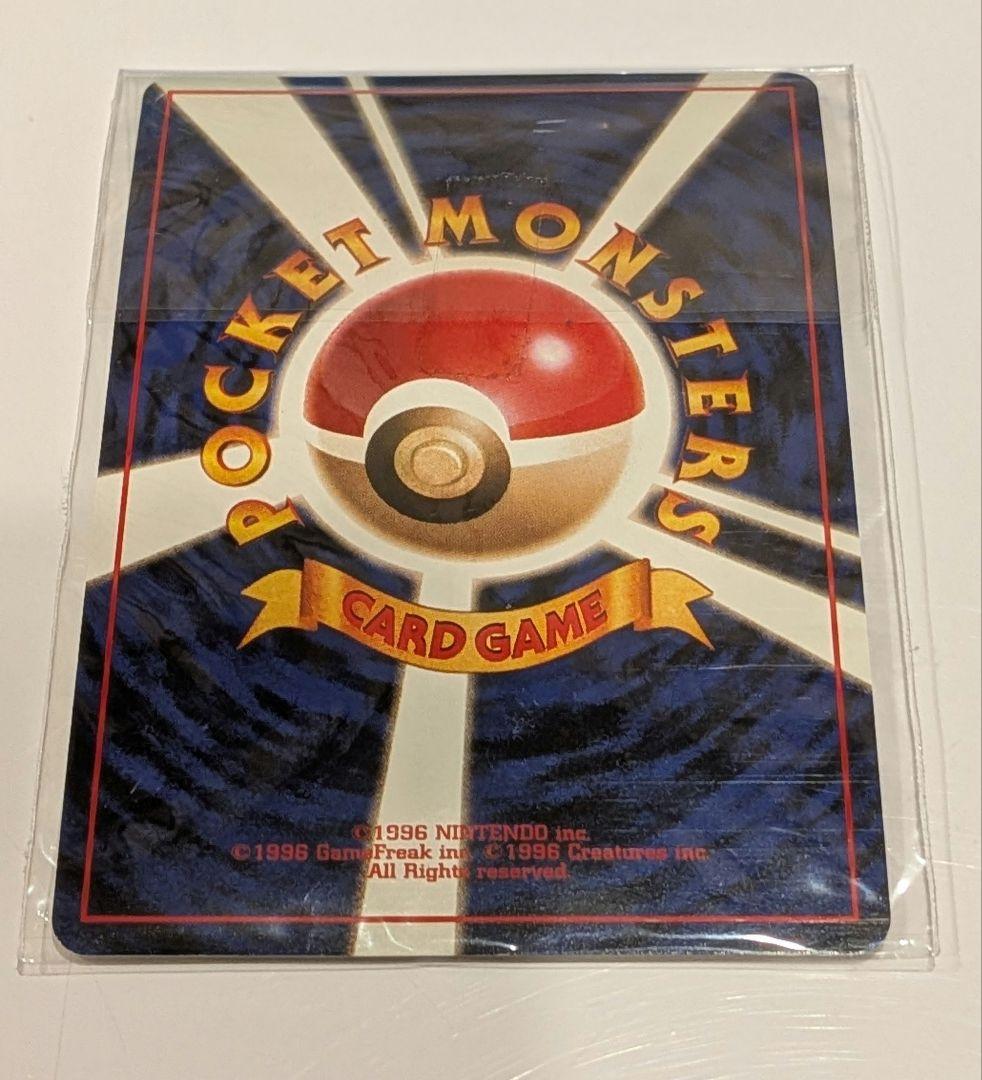 POCKET MONSTERS
CARD GAME
©1996 NINTENDO inc.
©1996 GameFreak inc. ©1996 Creatures inc.
All Rights reserved.